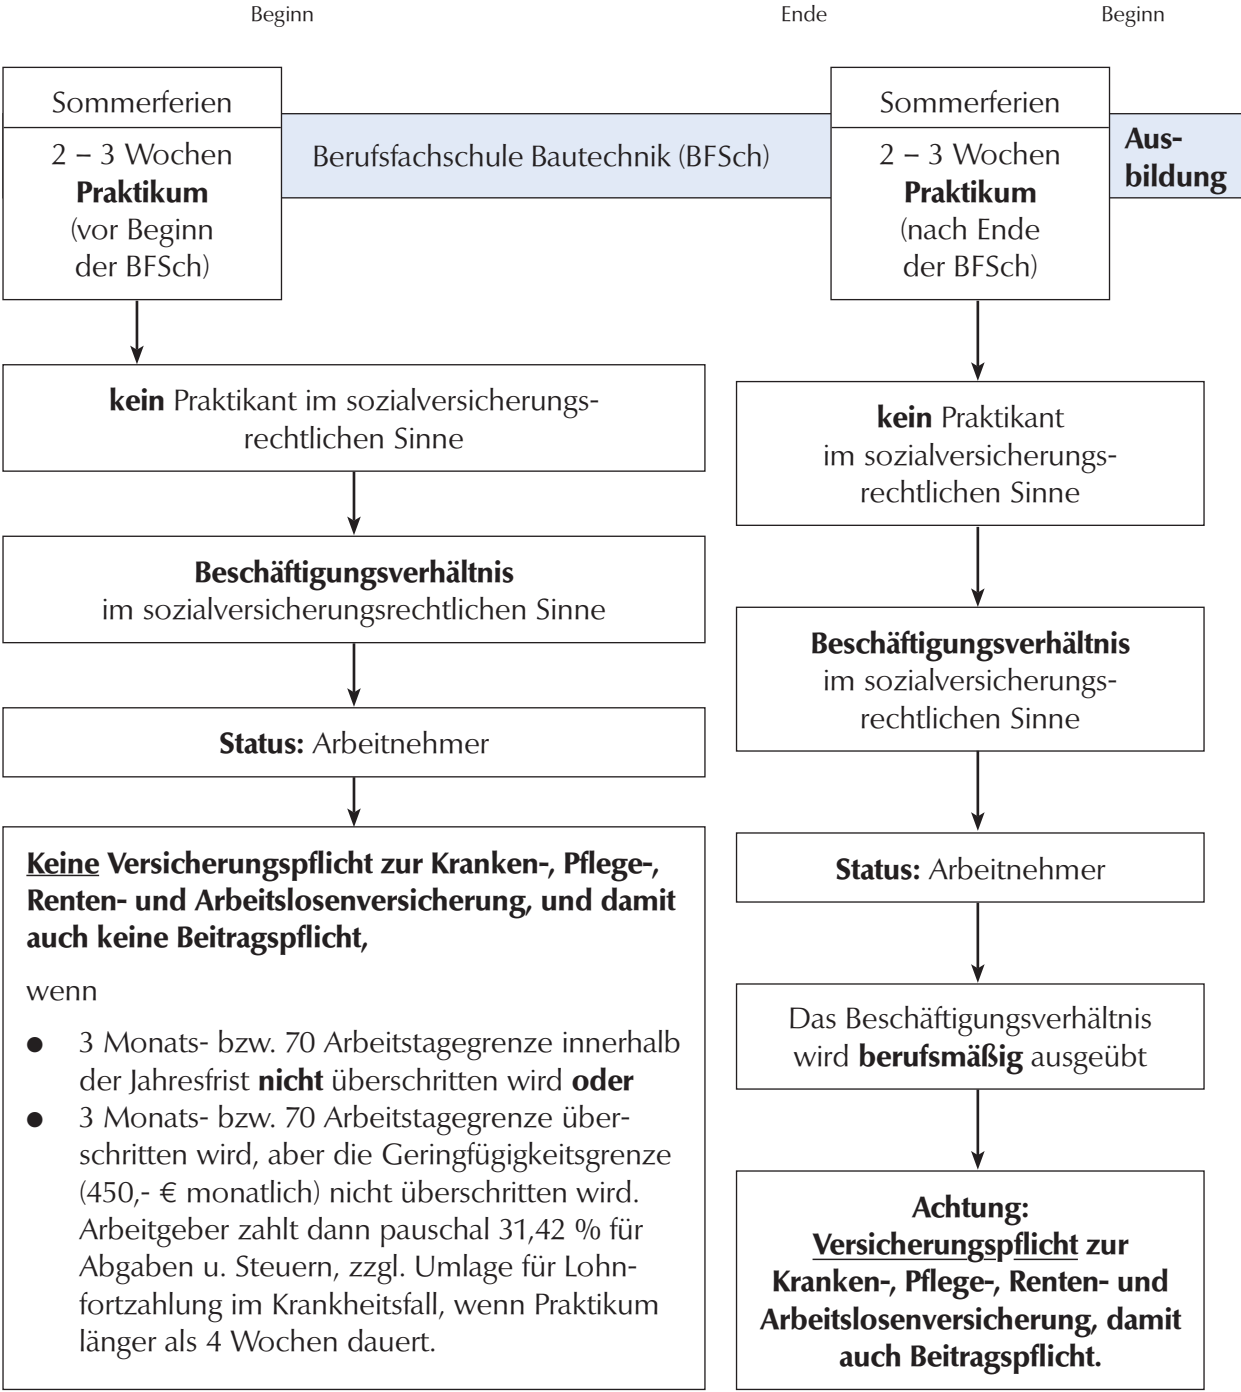 Beginn
Ende
Beginn
Sommerferien
2 – 3 Wochen
Praktikum
(vor Beginn
der BFSch)
Berufsfachschule Bautechnik (BFSch)
Sommerferien
2 – 3 Wochen
Praktikum
(nach Ende
der BFSch)
Aus-
bildung
kein Praktikant im sozialversicherungs-
rechtlichen Sinne
Beschäftigungsverhältnis
im sozialversicherungsrechtlichen Sinne
Status: Arbeitnehmer
Keine Versicherungspflicht zur Kranken-, Pflege-,
Renten- und Arbeitslosenversicherung, und damit
auch keine Beitragspflicht,
wenn
● 3 Monats- bzw. 70 Arbeitstagegrenze innerhalb
der Jahresfrist nicht überschritten wird oder
● 3 Monats- bzw. 70 Arbeitstagegrenze über-
schritten wird, aber die Geringfügigkeitsgrenze
(450,- € monatlich) nicht überschritten wird.
Arbeitgeber zahlt dann pauschal 31,42 % für
Abgaben u. Steuern, zzgl. Umlage für Lohn-
fortzahlung im Krankheitsfall, wenn Praktikum
länger als 4 Wochen dauert.
kein Praktikant
im sozialversicherungs-
rechtlichen Sinne
Beschäftigungsverhältnis
im sozialversicherungs-
rechtlichen Sinne
Status: Arbeitnehmer
Das Beschäftigungsverhältnis
wird berufsmäßig ausgeübt
Achtung:
Versicherungspflicht zur
Kranken-, Pflege-, Renten- und
Arbeitslosenversicherung, damit
auch Beitragspflicht.